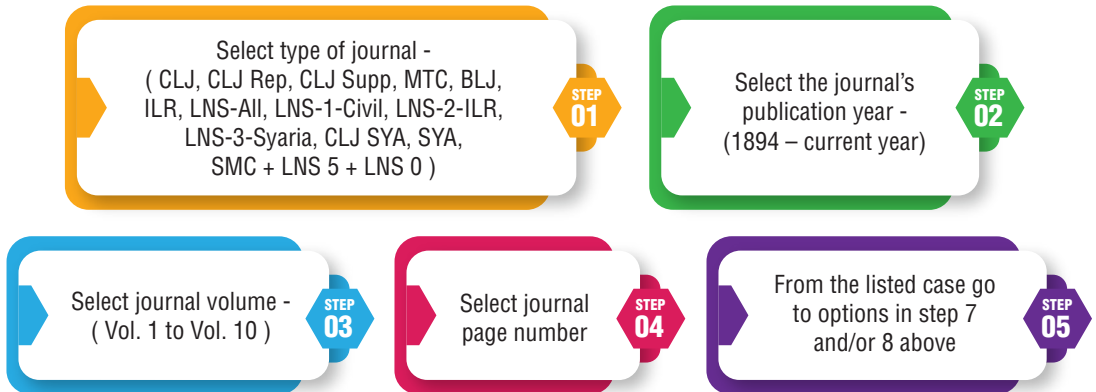 Select type of journal -
( CLJ, CLJ Rep, CLJ Supp, MTC, BLJ,
ILR, LNS-All, LNS-1-Civil, LNS-2-ILR,
LNS-3-Syaria, CLJ SYA, SYA,
SMC + LNS 5 + LNS 0 )
STEP
01
Select the journal's
publication year -
(1894 – current year)
STEP
02
Select journal volume -
( Vol. 1 to Vol. 10 )
STEP
03
Select journal
page number
STEP
04
From the listed case go
to options in step 7
and/or 8 above
STEP
05